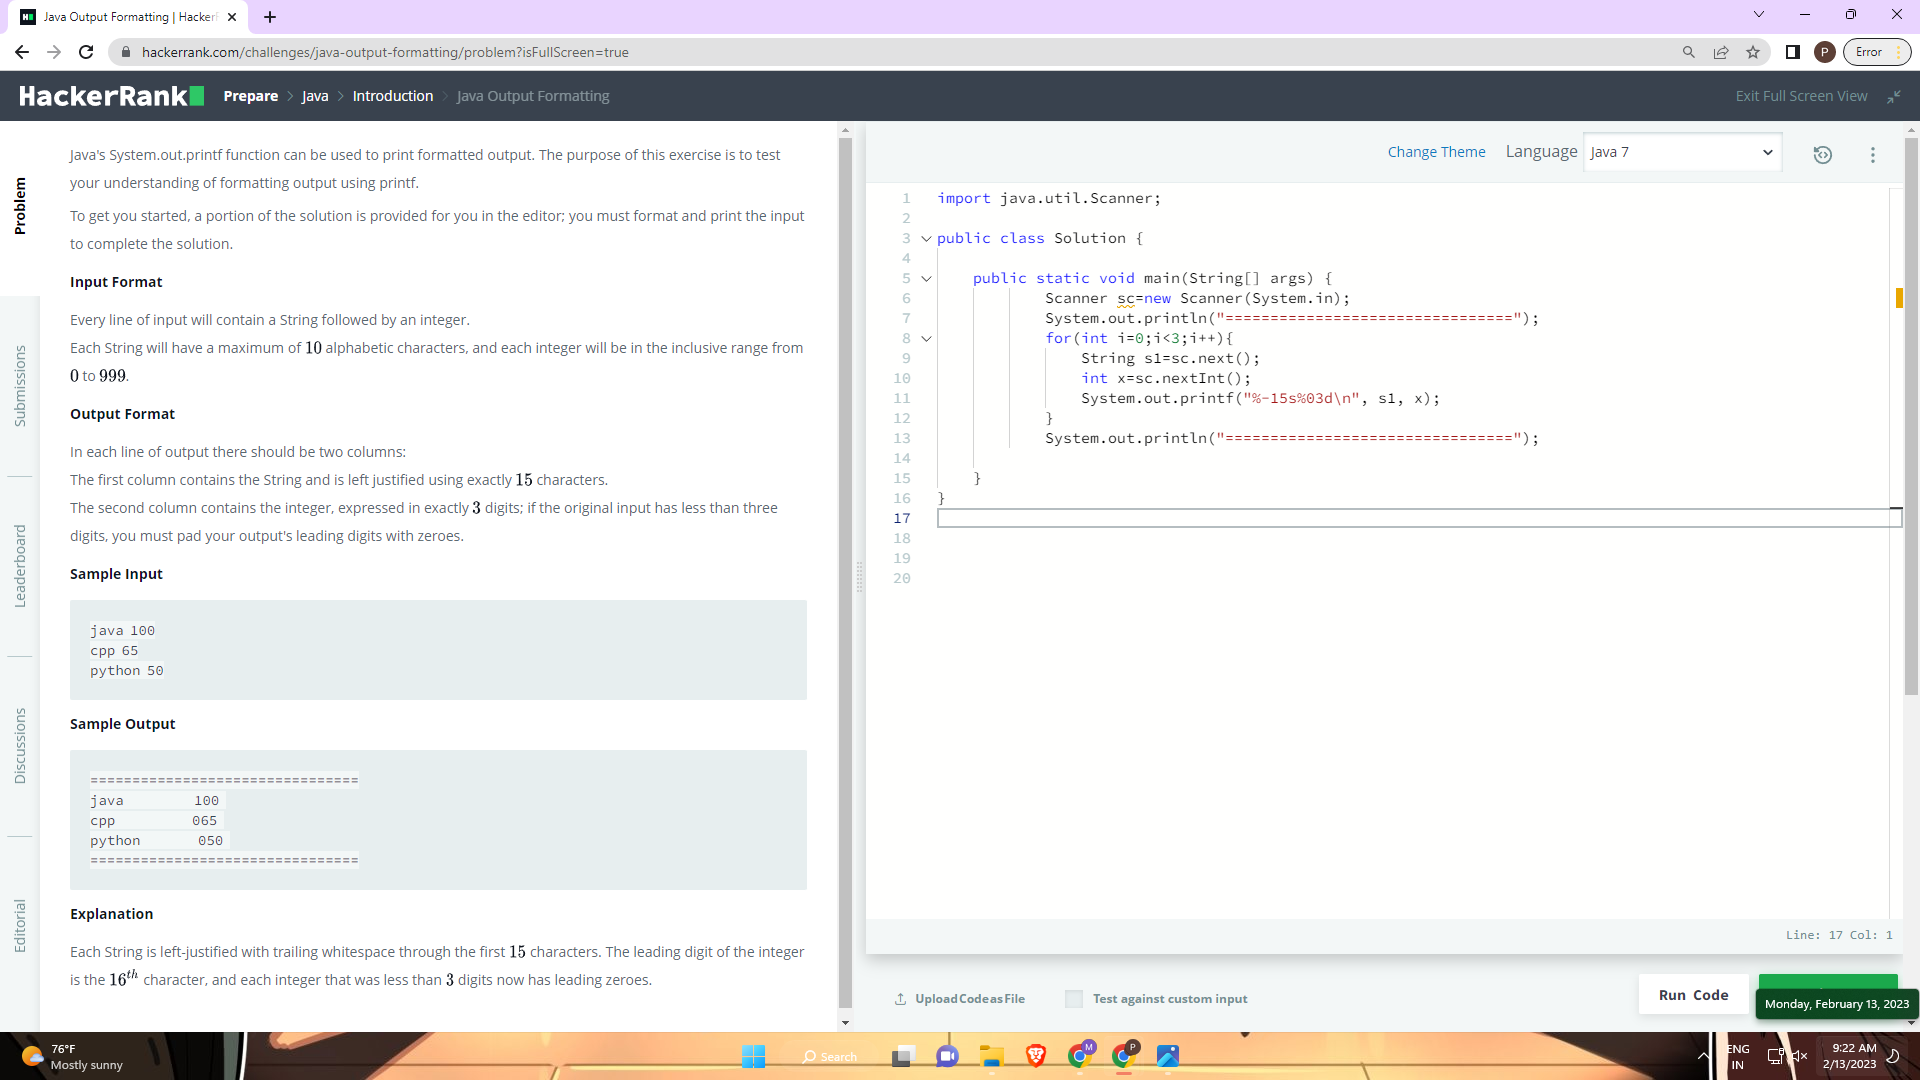 Java Output Formatting | Hacker
hackerrank.com/challenges/java-output-formatting/problem?isFullScreen=true
P
Error
HackerRank
Prepare > Java > Introduction > Java Output Formatting
Exit Full Screen View
Problem
Submissions
Leaderboard
Discussions
Editorial
Java's System.out.printf function can be used to print formatted output. The purpose of this exercise is to test
your understanding of formatting output using printf.
To get you started, a portion of the solution is provided for you in the editor; you must format and print the input
to complete the solution.
Input Format
Every line of input will contain a String followed by an integer.
Each String will have a maximum of 10 alphabetic characters, and each integer will be in the inclusive range from
0 to 999.
Output Format
In each line of output there should be two columns:
The first column contains the String and is left justified using exactly 15 characters.
The second column contains the integer, expressed in exactly 3 digits; if the original input has less than three
digits, you must pad your output's leading digits with zeroes.
Sample Input
java 100
cpp 65
python 50
Sample Output
================================
java           100
cpp            065
python         050
================================
Explanation
Each String is left-justified with trailing whitespace through the first 15 characters. The leading digit of the integer
is the 16th character, and each integer that was less than 3 digits now has leading zeroes.
Change Theme
Language
Java 7
1 import java.util.Scanner;
2
3 public class Solution {
4
5 public static void main(String[] args) {
6 Scanner sc=new Scanner(System.in);
7 System.out.println("================================");
8 for(int i=0;i<3;i++){
9 String s1=sc.next();
10 int x=sc.nextInt();
11 System.out.printf("%-15s%03d\n", s1, x);
12 }
13 System.out.println("================================");
14
15 }
16 }
17
18
19
20
Line: 17 Col: 1
Upload Code as File
Test against custom input
Run Code
Monday, February 13, 2023
76°F
Mostly sunny
Search
M
P
ENG
IN
9:22 AM
2/13/2023